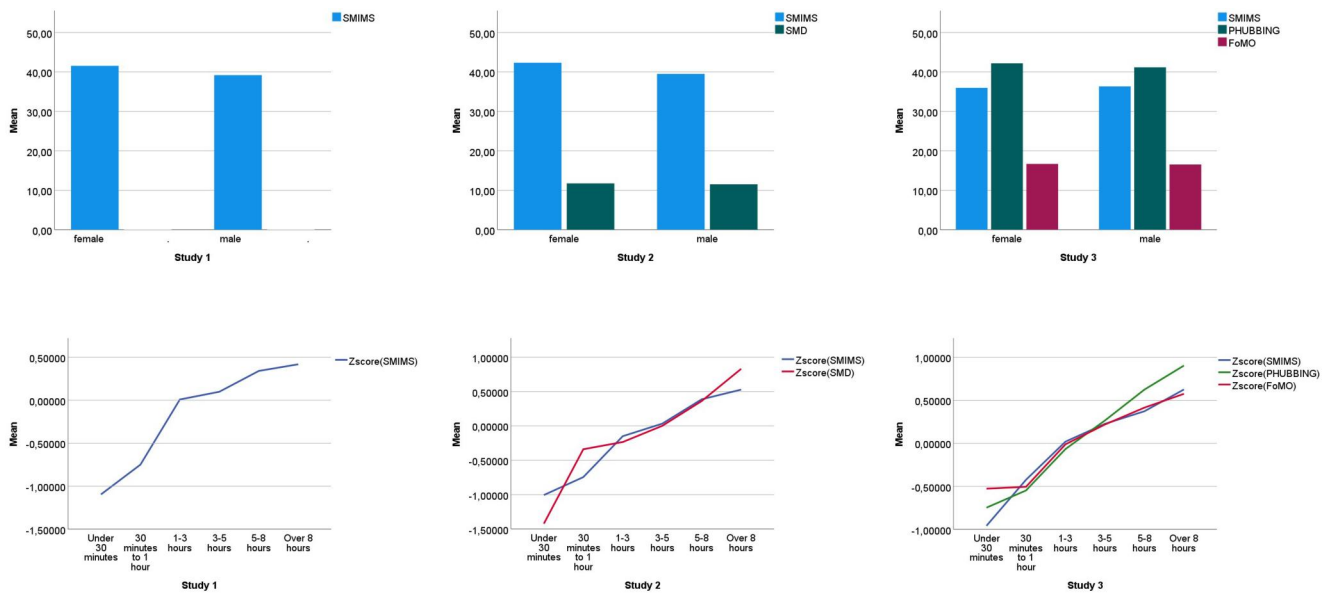 SMIMS
50,00
40,00
30,00
20,00
10,00
0,00
Mean
female
.
male
.
Study 1
SMIMS
SMD
50,00
40,00
30,00
20,00
10,00
0,00
Mean
female
male
Study 2
SMIMS
PHUBBING
FoMO
50,00
40,00
30,00
20,00
10,00
0,00
Mean
female
male
Study 3
0,50000
0,00000
-0,50000
-1,00000
-1,50000
Mean
Zscore(SMIMS)
Under
30
minutes
30
minutes
to 1
hour
1-3
hours
3-5
hours
5-8
hours
Over 8
hours
Study 1
1,00000
0,50000
0,00000
-0,50000
-1,00000
-1,50000
Mean
Zscore(SMIMS)
Zscore(SMD)
Under
30
minutes
30
minutes
to 1
hour
1-3
hours
3-5
hours
5-8
hours
Over 8
hours
Study 2
1,00000
0,50000
0,00000
-0,50000
-1,00000
Mean
Zscore(SMIMS)
Zscore(PHUBBING)
Zscore(FoMO)
Under
30
minutes
30
minutes
to 1
hour
1-3
hours
3-5
hours
5-8
hours
Over 8
hours
Study 3